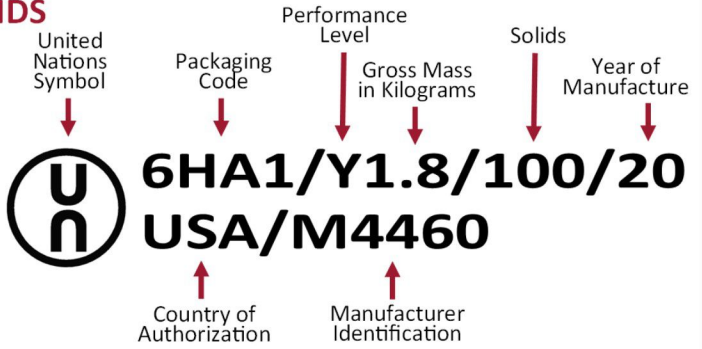 IDS
United
Nations
Symbol
Packaging
Code
Performance
Level
Gross Mass
in Kilograms
Solids
Year of
Manufacture
un
6HA1/Y1.8/100/20
USA/M4460
Country of
Authorization
Manufacturer
Identification